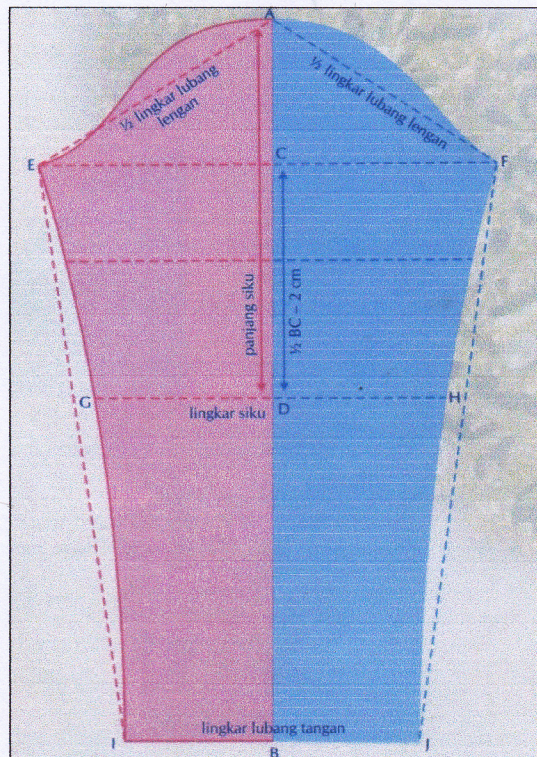 A
½ lingkar lubang
lengan
½ lingkar lubang
lengan
E
C
F
panjang siku
½ BC – 2 cm
G
D
H
lingkar siku
lingkar lubang tangan
I
B
J